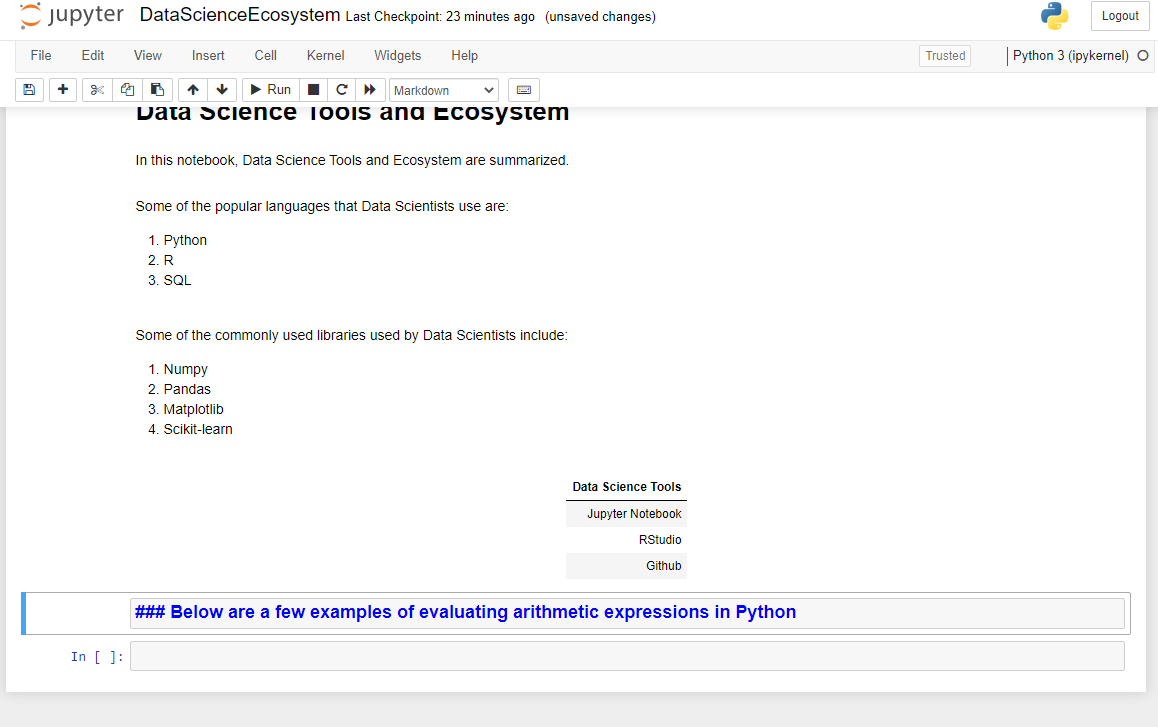 jupyter DataScienceEcosystem Last Checkpoint: 23 minutes ago (unsaved changes) Logout
File Edit View Insert Cell Kernel Widgets Help Trusted Python 3 (ipykernel)
Run Markdown
Data Science Tools and Ecosystem
In this notebook, Data Science Tools and Ecosystem are summarized.
Some of the popular languages that Data Scientists use are:
1. Python
2. R
3. SQL
Some of the commonly used libraries used by Data Scientists include:
1. Numpy
2. Pandas
3. Matplotlib
4. Scikit-learn
Data Science Tools
Jupyter Notebook
RStudio
Github
### Below are a few examples of evaluating arithmetic expressions in Python
In [ ]: